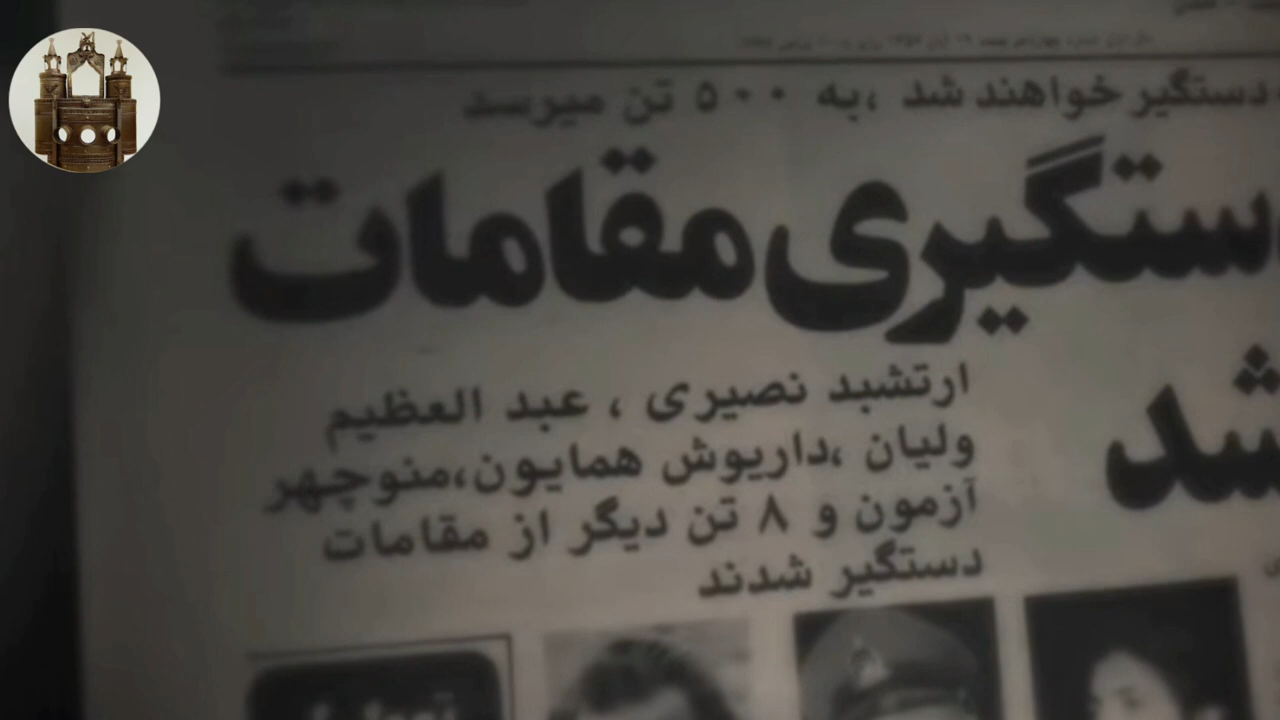 دستگیر خواهند شد ،به ۵۰۰ تن میرسد
ستگیری مقامات
شد
ارتشبد نصیری ، عبد العظیم
ولیان ،داریوش همایون،منوچهر
آزمون و ۸ تن دیگر از مقامات
دستگیر شدند